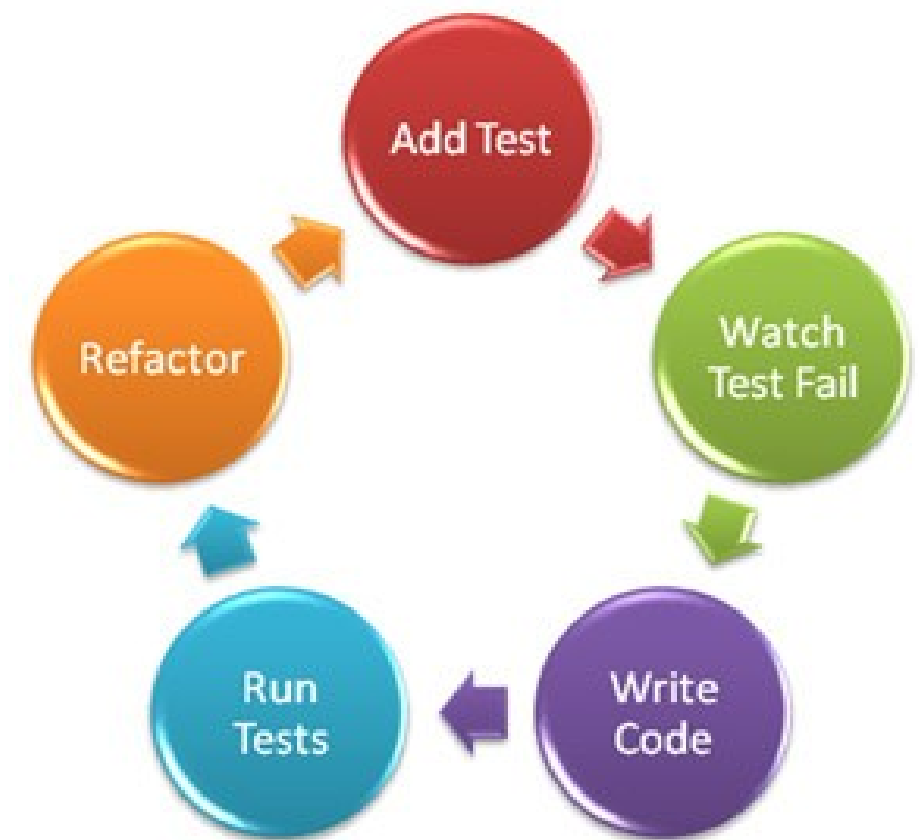 Add Test
Watch
Test Fail
Write
Code
Run
Tests
Refactor